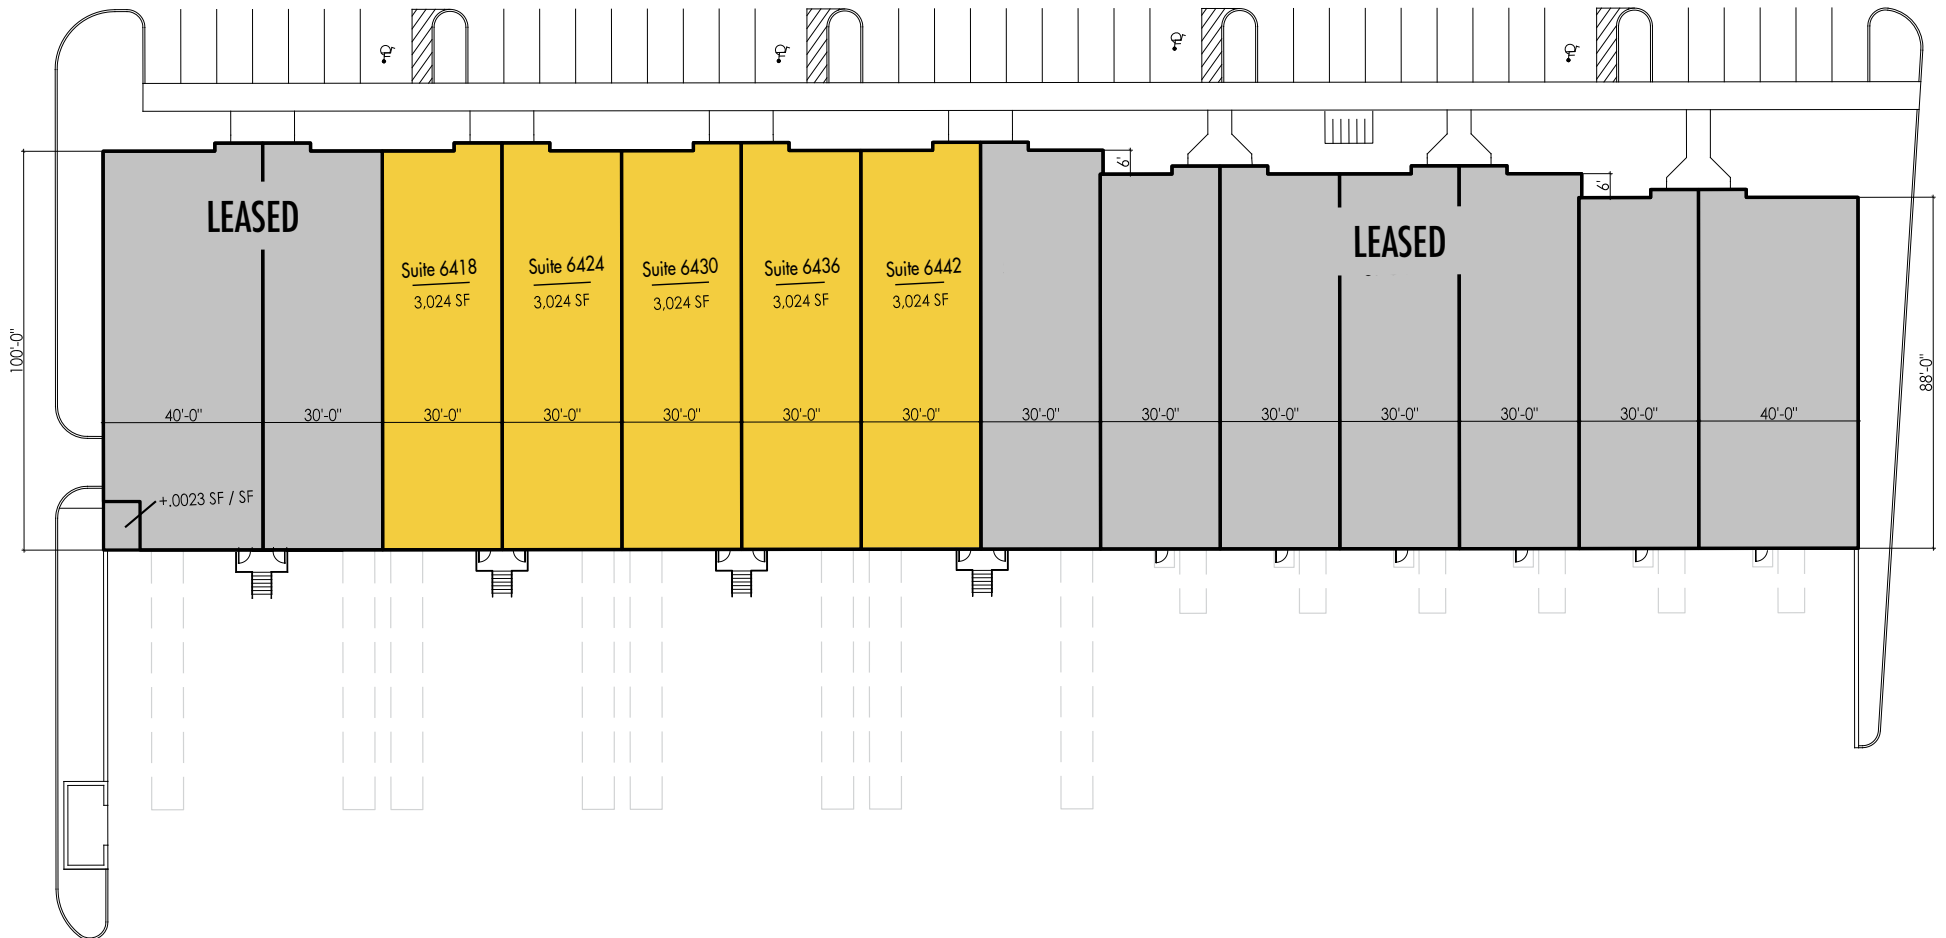 6'
6'
LEASED
LEASED
Suite 6418
3,024 SF
Suite 6424
3,024 SF
Suite 6430
3,024 SF
Suite 6436
3,024 SF
Suite 6442
3,024 SF
100'-0"
88'-0"
40'-0"
30'-0"
30'-0"
30'-0"
30'-0"
30'-0"
30'-0"
30'-0"
30'-0"
30'-0"
30'-0"
30'-0"
30'-0"
40'-0"
+.0023 SF / SF